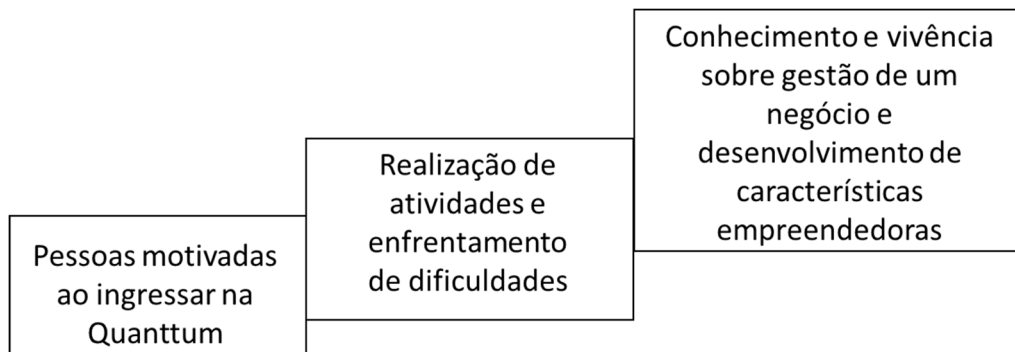 Pessoas motivadas
ao ingressar na
Quanttum
Realização de
atividades e
enfrentamento
de dificuldades
Conhecimento e vivência
sobre gestão de um
negócio e
desenvolvimento de
característíscas
empreendedoras